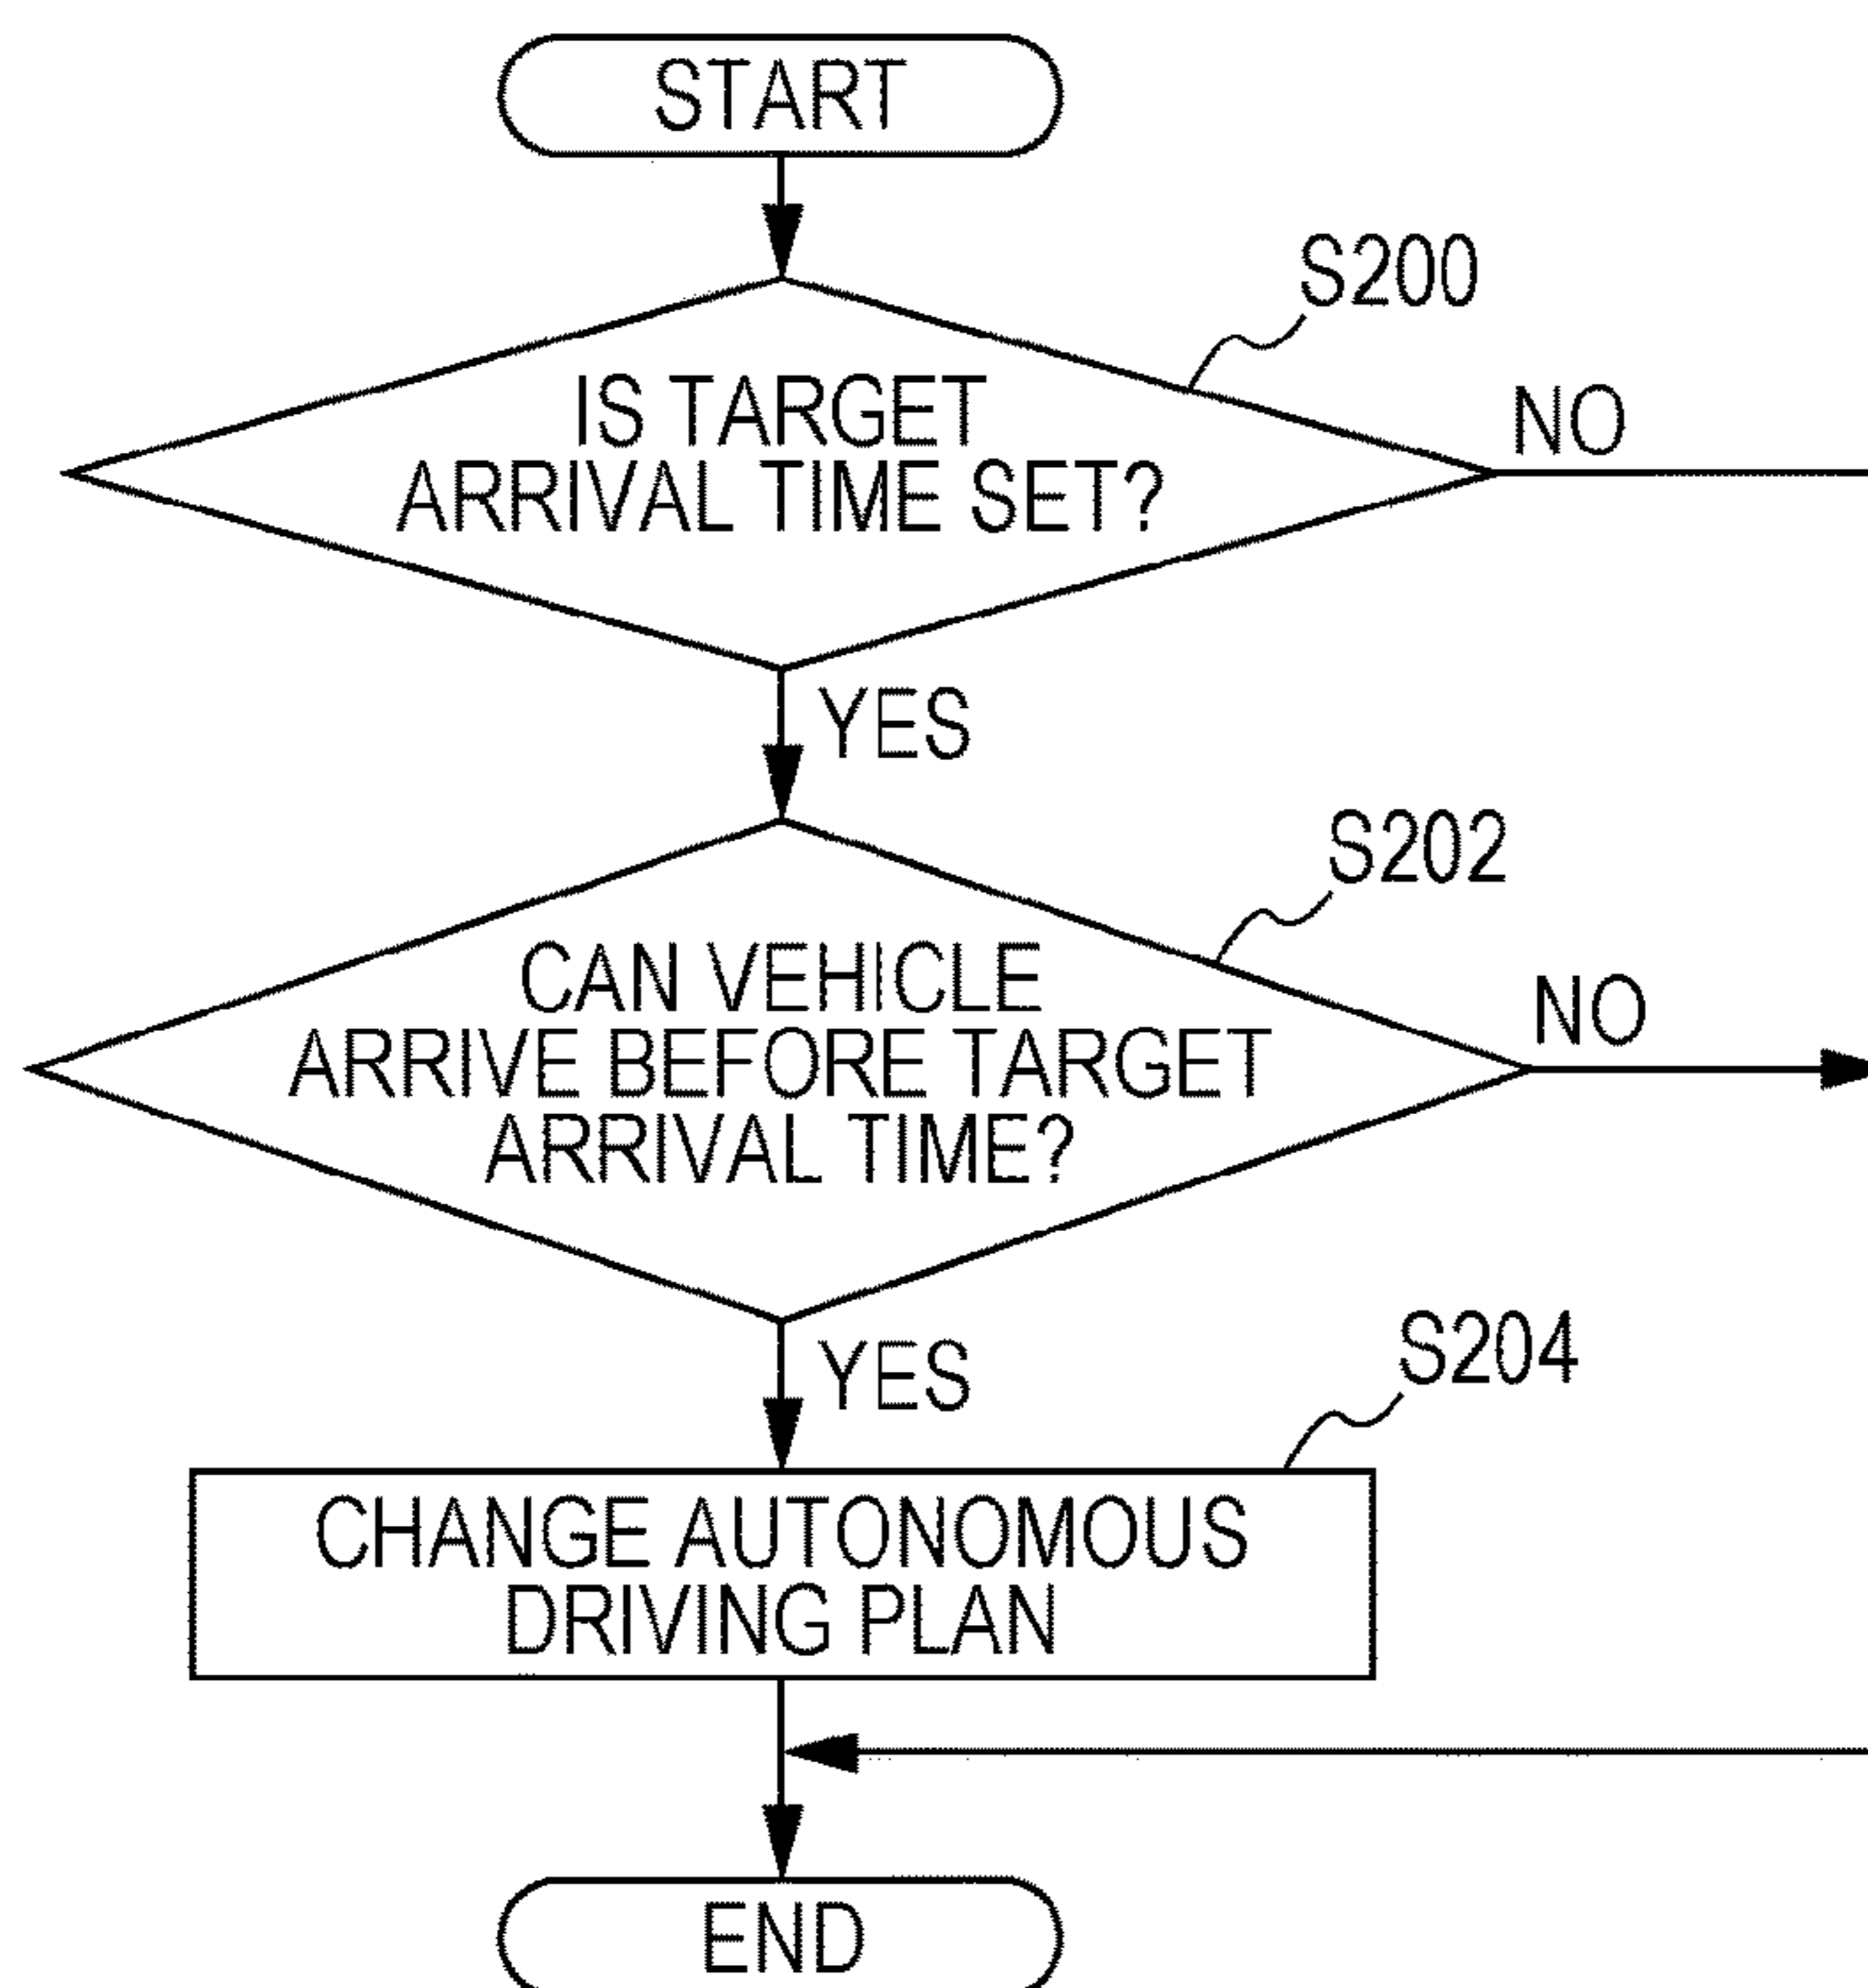 START
S200
IS TARGET
ARRIVAL TIME SET?
NO
YES
S202
CAN VEHICLE
ARRIVE BEFORE TARGET
ARRIVAL TIME?
NO
YES
S204
CHANGE AUTONOMOUS
DRIVING PLAN
END